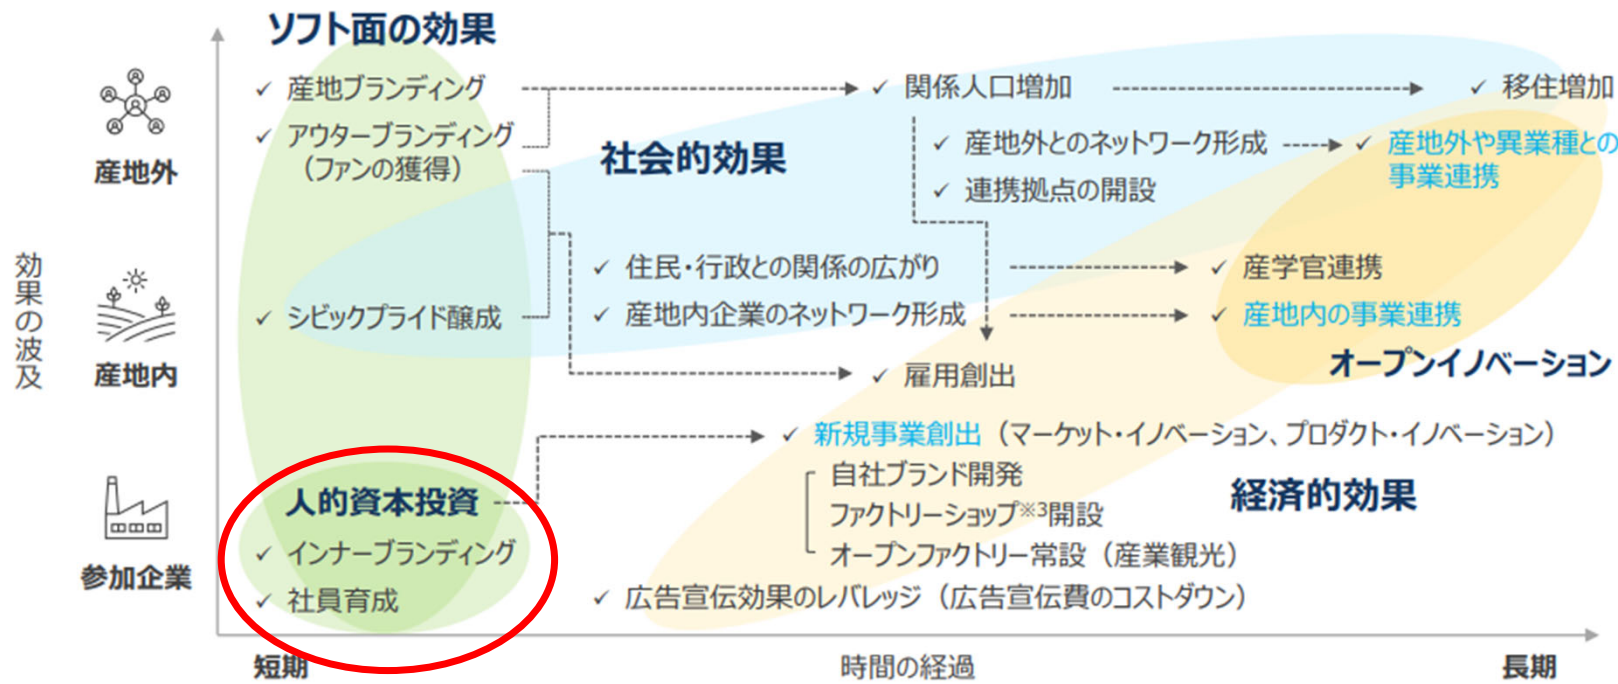 ソフト面の効果
✓ 産地ブランディング
✓ 関係人口増加
✓ 移住増加
✓ アウターブランディング
(ファンの獲得)
社会的効果
✓ 産地外とのネットワーク形成
✓ 産地外や異業種との
事業連携
✓ 連携拠点の開設
産地外
効果の波及
✓ 住民・行政との関係の広がり
✓ 産学官連携
✓ シビックプライド醸成
✓ 産地内企業のネットワーク形成
✓ 産地内の事業連携
産地内
✓ 雇用創出
オープンイノベーション
✓ 新規事業創出(マーケット・イノベーション、プロダクト・イノベーション)
自社ブランド開発
ファクトリーショップ※3開設
オープンファクトリー常設(産業観光)
経済的効果
人的資本投資
✓ インナーブランディング
✓ 社員育成
参加企業
✓ 広告宣伝効果のレバレッジ(広告宣伝費のコストダウン)
短期
時間の経過
長期